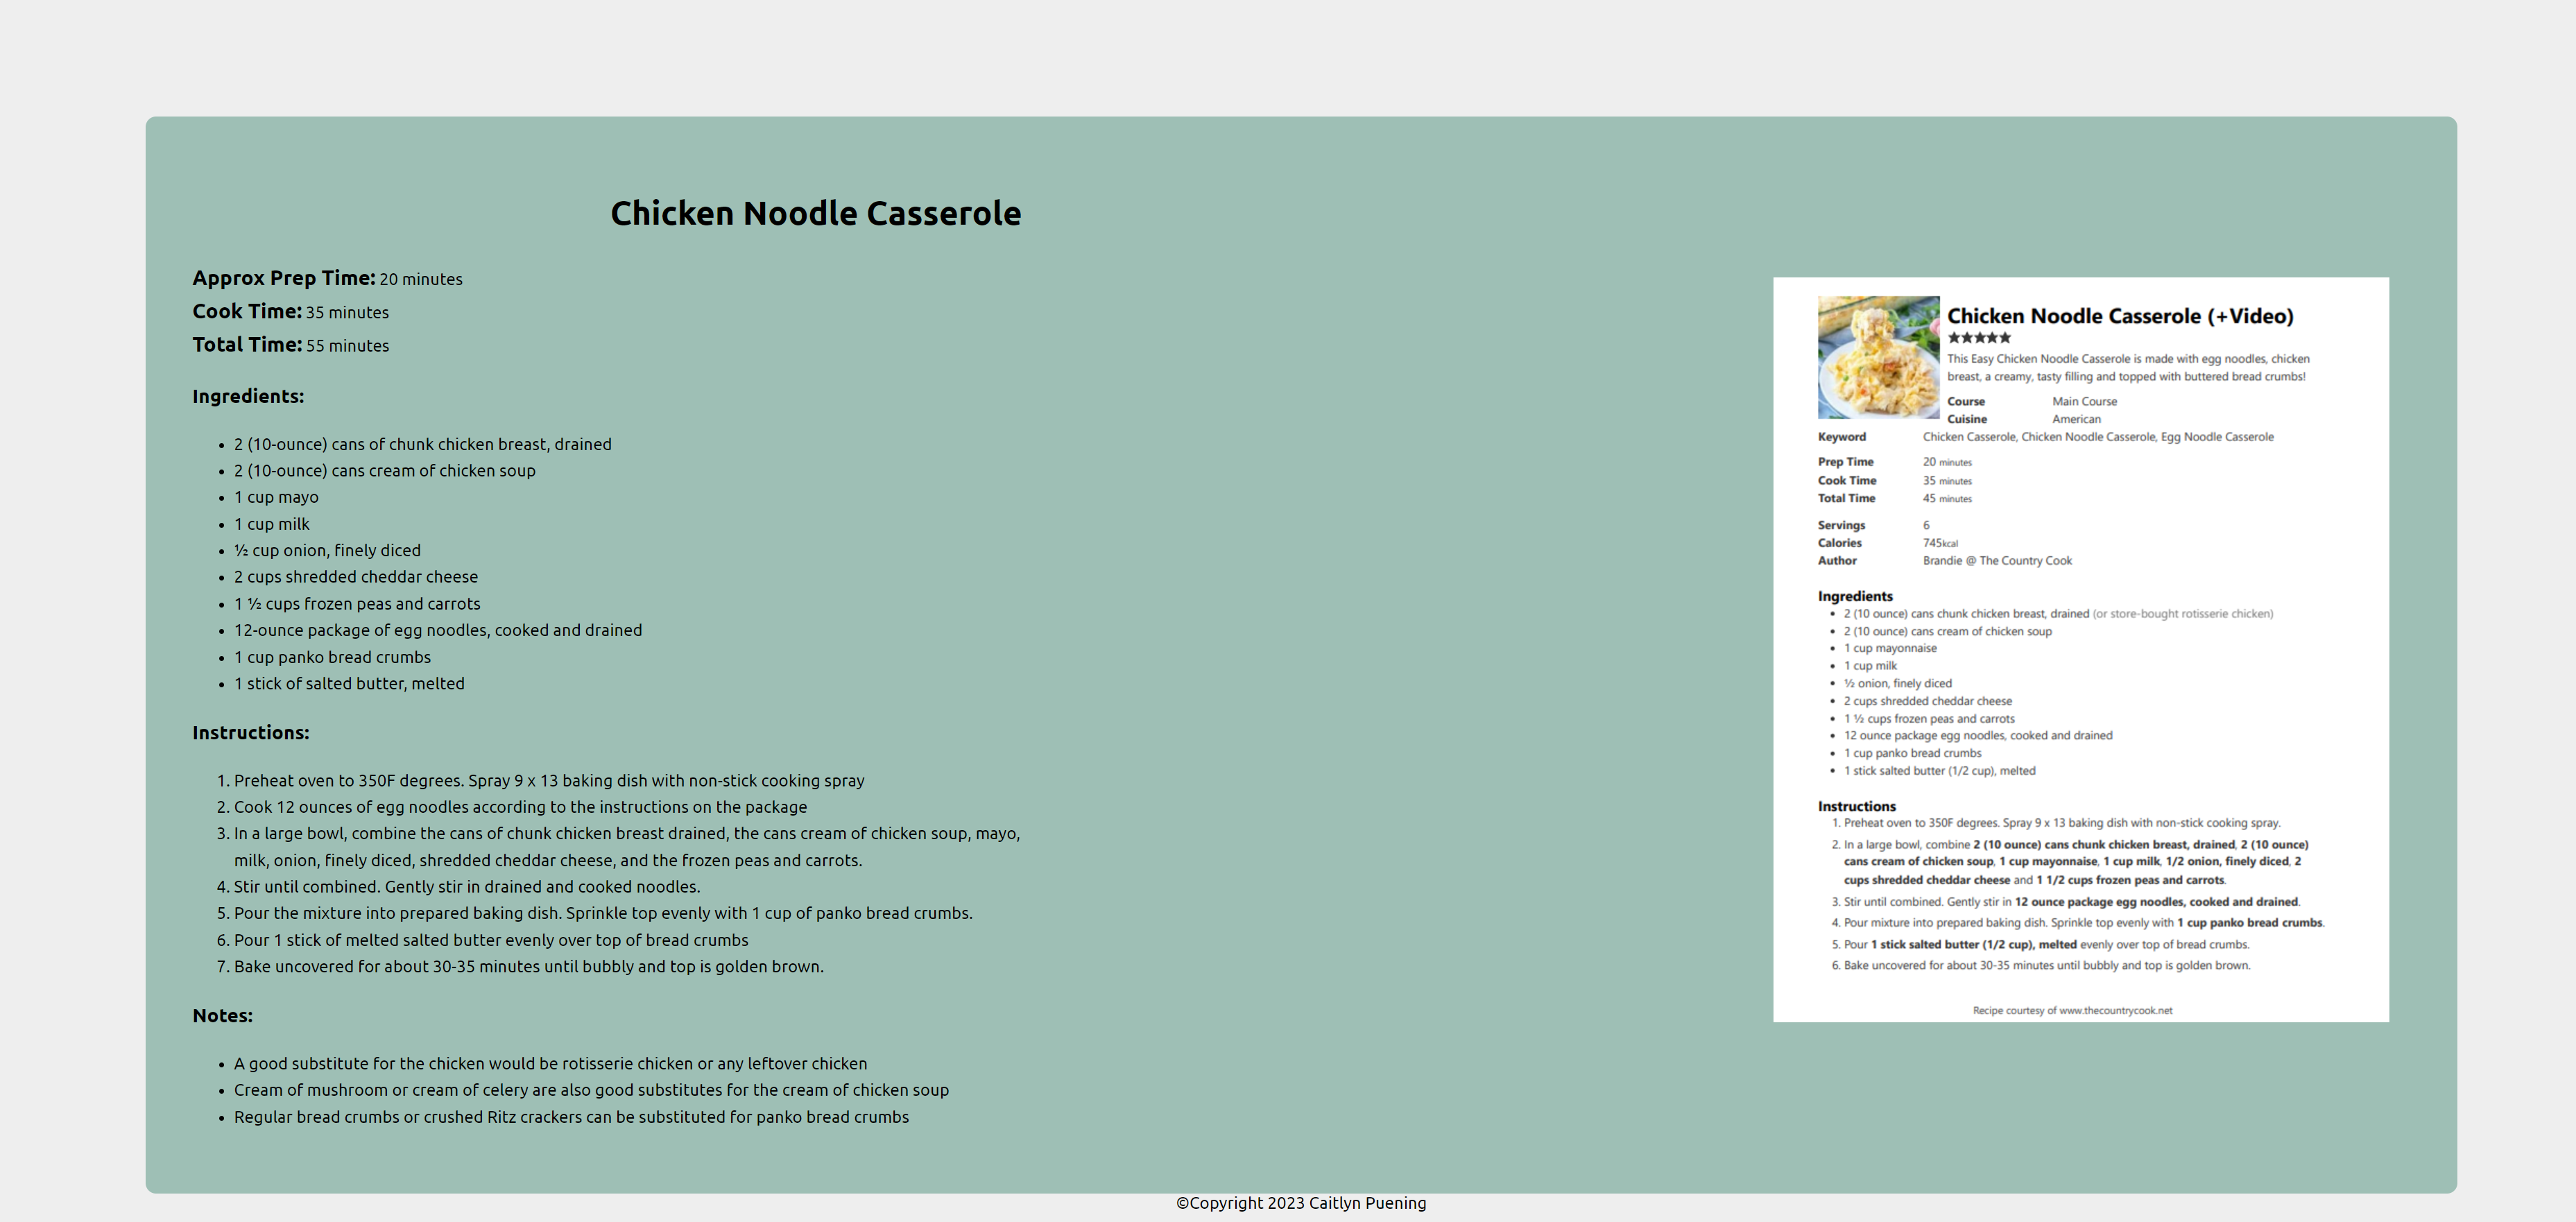 Chicken Noodle Casserole
Approx Prep Time: 20 minutes
Cook Time: 35 minutes
Total Time: 55 minutes
Ingredients:
• 2 (10-ounce) cans of chunk chicken breast, drained
• 2 (10-ounce) cans cream of chicken soup
• 1 cup mayo
• 1 cup milk
• ½ cup onion, finely diced
• 2 cups shredded cheddar cheese
• 1 ½ cups frozen peas and carrots
• 12-ounce package of egg noodles, cooked and drained
• 1 cup panko bread crumbs
• 1 stick of salted butter, melted
Instructions:
1. Preheat oven to 350F degrees. Spray 9 x 13 baking dish with non-stick cooking spray
2. Cook 12 ounces of egg noodles according to the instructions on the package
3. In a large bowl, combine the cans of chunk chicken breast drained, the cans cream of chicken soup, mayo,
milk, onion, finely diced, shredded cheddar cheese, and the frozen peas and carrots.
4. Stir until combined. Gently stir in drained and cooked noodles.
5. Pour the mixture into prepared baking dish. Sprinkle top evenly with 1 cup of panko bread crumbs.
6. Pour 1 stick of melted salted butter evenly over top of bread crumbs
7. Bake uncovered for about 30-35 minutes until bubbly and top is golden brown.
Notes:
• A good substitute for the chicken would be rotisserie chicken or any leftover chicken
• Cream of mushroom or cream of celery are also good substitutes for the cream of chicken soup
• Regular bread crumbs or crushed Ritz crackers can be substituted for panko bread crumbs
Chicken Noodle Casserole (+Video)
★★★★★
This Easy Chicken Noodle Casserole is made with egg noodles, chicken
breast, a creamy, tasty filling and topped with buttered bread crumbs!
Course Main Course
Cuisine American
Keyword Chicken Casserole, Chicken Noodle Casserole, Egg Noodle Casserole
Prep Time 20 minutes
Cook Time 35 minutes
Total Time 45 minutes
Servings 6
Calories 745kcal
Author Brandie @ The Country Cook
Ingredients
• 2 (10 ounce) cans chunk chicken breast, drained (or store-bought rotisserie chicken)
• 2 (10 ounce) cans cream of chicken soup
• 1 cup mayonnaise
• 1 cup milk
• ½ onion, finely diced
• 2 cups shredded cheddar cheese
• 1 ½ cups frozen peas and carrots
• 12 ounce package egg noodles, cooked and drained
• 1 cup panko bread crumbs
• 1 stick salted butter (1/2 cup), melted
Instructions
1. Preheat oven to 350F degrees. Spray 9 x 13 baking dish with non-stick cooking spray.
2. In a large bowl, combine 2 (10 ounce) cans chunk chicken breast, drained, 2 (10 ounce)
cans cream of chicken soup, 1 cup mayonnaise, 1 cup milk, 1/2 onion, finely diced, 2
cups shredded cheddar cheese and 1 1/2 cups frozen peas and carrots.
3. Stir until combined. Gently stir in 12 ounce package egg noodles, cooked and drained.
4. Pour mixture into prepared baking dish. Sprinkle top evenly with 1 cup panko bread crumbs.
5. Pour 1 stick salted butter (1/2 cup), melted evenly over top of bread crumbs.
6. Bake uncovered for about 30-35 minutes until bubbly and top is golden brown.
Recipe courtesy of www.thecountrycook.net
©Copyright 2023 Caitlyn Puening